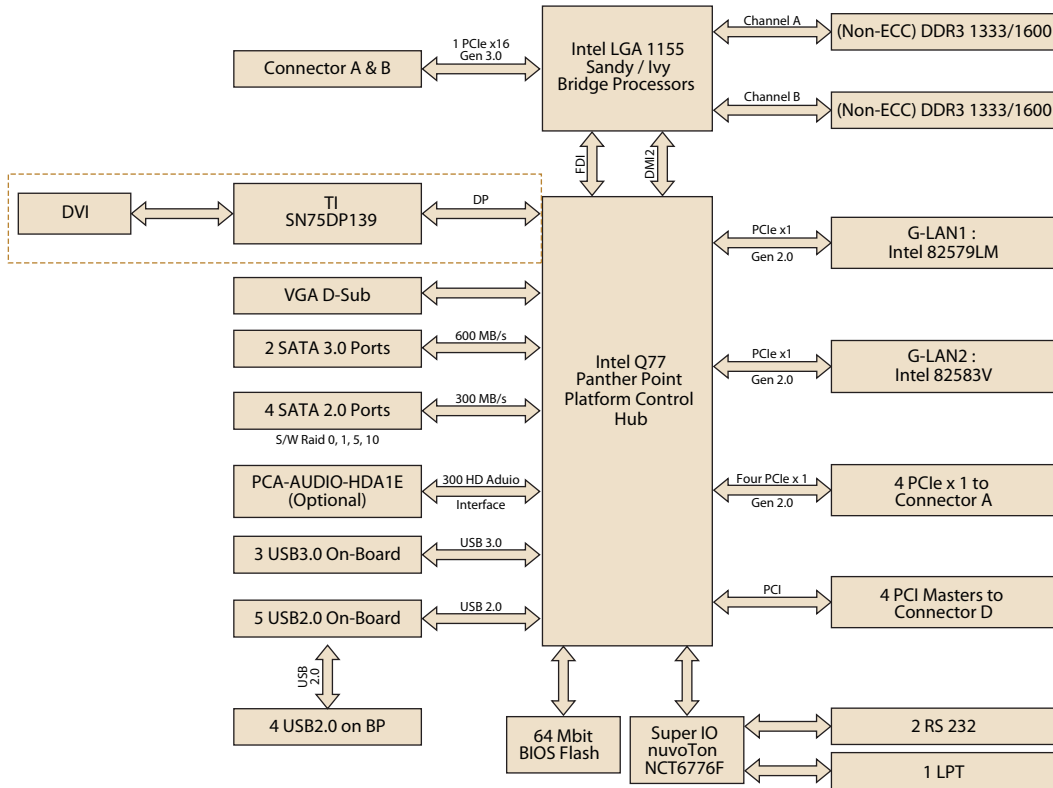 Intel LGA 1155
Sandy / Ivy
Bridge Processors
Channel A
(Non-ECC) DDR3 1333/1600
Channel B
(Non-ECC) DDR3 1333/1600
Connector A & B
1 PCIe x16
Gen 3.0
FDI
DMI2
DVI
TI
SN75DP139
DP
VGA D-Sub
2 SATA 3.0 Ports
600 MB/s
4 SATA 2.0 Ports
300 MB/s
S/W Raid 0, 1, 5, 10
PCA-AUDIO-HDA1E
(Optional)
300 HD Aduio
Interface
3 USB3.0 On-Board
USB 3.0
5 USB2.0 On-Board
USB 2.0
USB
2.0
4 USB2.0 on BP
Intel Q77
Panther Point
Platform Control
Hub
PCIe x1
Gen 2.0
G-LAN1 :
Intel 82579LM
PCIe x1
Gen 2.0
G-LAN2 :
Intel 82583V
Four PCIe x 1
Gen 2.0
4 PCIe x 1 to
Connector A
PCI
4 PCI Masters to
Connector D
64 Mbit
BIOS Flash
Super IO
nuvoTon
NCT6776F
2 RS 232
1 LPT